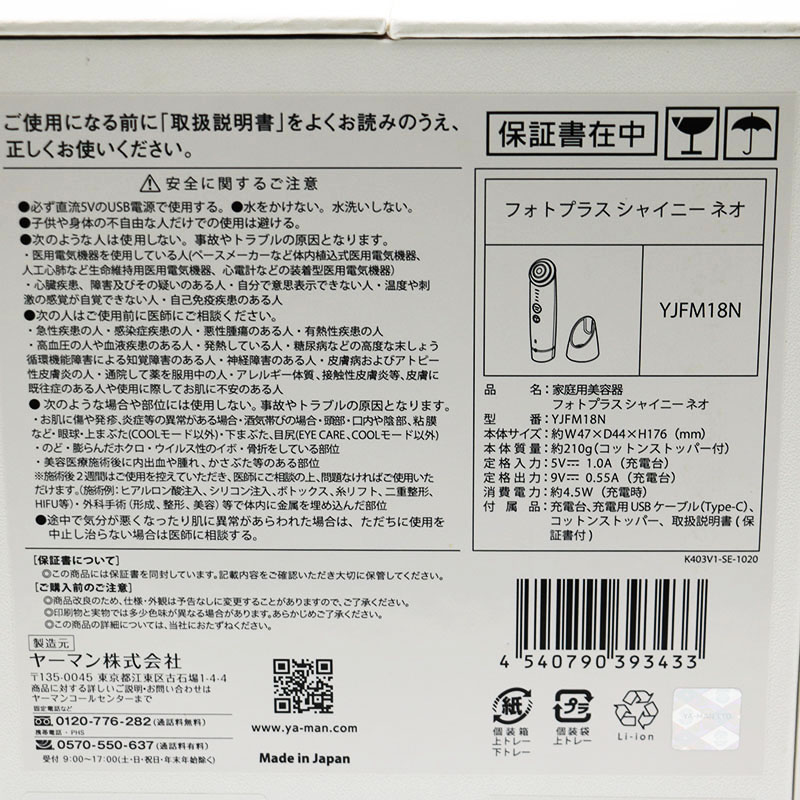 ご使用になる前に「取扱説明書」をよくお読みのうえ、
正しくお使いください。
保証書在中
⚠安全に関するご注意
●必ず直流5VのUSB電源で使用する。●水をかけない。水洗いしない。
●子供や身体の不自由な人だけでの使用は避ける。
●次のような人は使用しない。事故やトラブルの原因となります。
・医用電気機器を使用している人(ペースメーカーなど体内植込式医用電気機器、
人工心肺など生命維持用医用電気機器、心電計などの装着型医用電気機器)
・心臓疾患、障害及びその疑いのある人・自分で意思表示できない人・温度や刺
激の感覚が自覚できない人・自己免疫疾患のある人
●次の人はご使用前に医師にご相談ください。
・急性疾患の人・感染症疾患の人・悪性腫瘍のある人・有熱性疾患の人
・高血圧の人や血液疾患のある人・発熱している人・糖尿病などの高度な末しょう
循環機能障害による知覚障害のある人・神経障害のある人・皮膚病およびアトピー
性皮膚炎の人・通院して薬を服用中の人・アレルギー体質、接触性皮膚炎等、皮膚に
既往症のある人や使用に際してお肌に不安のある人
●次のような場合や部位には使用しない。事故やトラブルの原因となります。
・お肌に傷や発疹、炎症等の異常がある場合・酒気帯びの場合・頭部・口内や陰部、粘膜
など・眼球・上まぶた(COOLモード以外)・下まぶた、目尻(EYE CARE、COOLモード以外)
・のど・膨らんだホクロ・ウイルス性のイボ・骨折をしている部位
・美容医療施術後に内出血や腫れ、かさぶた等のある部位
※施術後2週間はご使用を控えていただき、医師にご相談の上、問題なければご使用いた
だけます。(施術例：ヒアルロン酸注入、シリコン注入、ボトックス、糸リフト、二重整形、
HIFU等)・外科手術(形成、整形、美容)等で体内に金属を埋め込んだ部位
●途中で気分が悪くなったり肌に異常があらわれた場合は、ただちに使用を
中止し治らない場合は医師に相談する。
フォトプラス シャイニー ネオ
YJFM18N
品名：家庭用美容器
フォトプラス シャイニー ネオ
型番：YJFM18N
本体サイズ：約W47×D44×H176（mm）
本体質量：約210g(コットンストッパー付)
定格入力：5V⎓ 1.0A（充電台）
定格出力：9V⎓ 0.55A（充電台）
消費電力：約4.5W（充電時）
付属品：充電台、充電用USBケーブル(Type-C)、
コットンストッパー、取扱説明書(保
証書付)
K403V1-SE-1020
［保証書について］
◎この商品には保証書を同封しています。記載内容をご確認いただき大切に保管してください。
［ご購入前のご注意］
◎商品改良のため、仕様・外観は予告なしに変更することがありますので、ご了承ください。
◎印刷物と実物では多少色味が異なる場合があります。あらかじめご了承ください。
◎この商品の詳細については、当社におたずねください。
製造元
ヤーマン株式会社
〒135-0045 東京都江東区古石場1-4-4
商品に対する詳しいご説明・お問い合わせは
ヤーマンコールセンターまで
固定電話など
0120-776-282(通話料無料)
携帯電話・PHS
0570-550-637(通話料有料)
受付 9:00〜17:00(土・日・祝日・年末年始除く)
www.ya-man.com
Made in Japan
4 540790 393433
紙
個装箱
上トレー
下トレー
プラ
個装袋
上トレー
Li-ion
YA-MAN LTD.